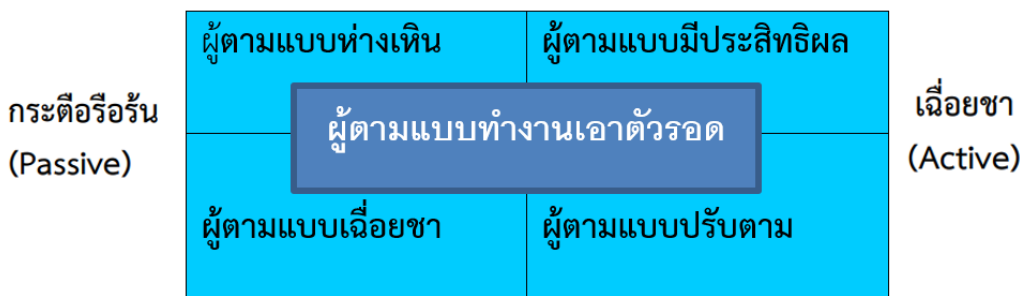 ผู้ตามแบบห่างเหิน
ผู้ตามแบบมีประสิทธิผล
กระตือรือร้น
(Passive)
ผู้ตามแบบทำงานเอาตัวรอด
เฉื่อยชา
(Active)
ผู้ตามแบบเฉื่อยชา
ผู้ตามแบบปรับตาม